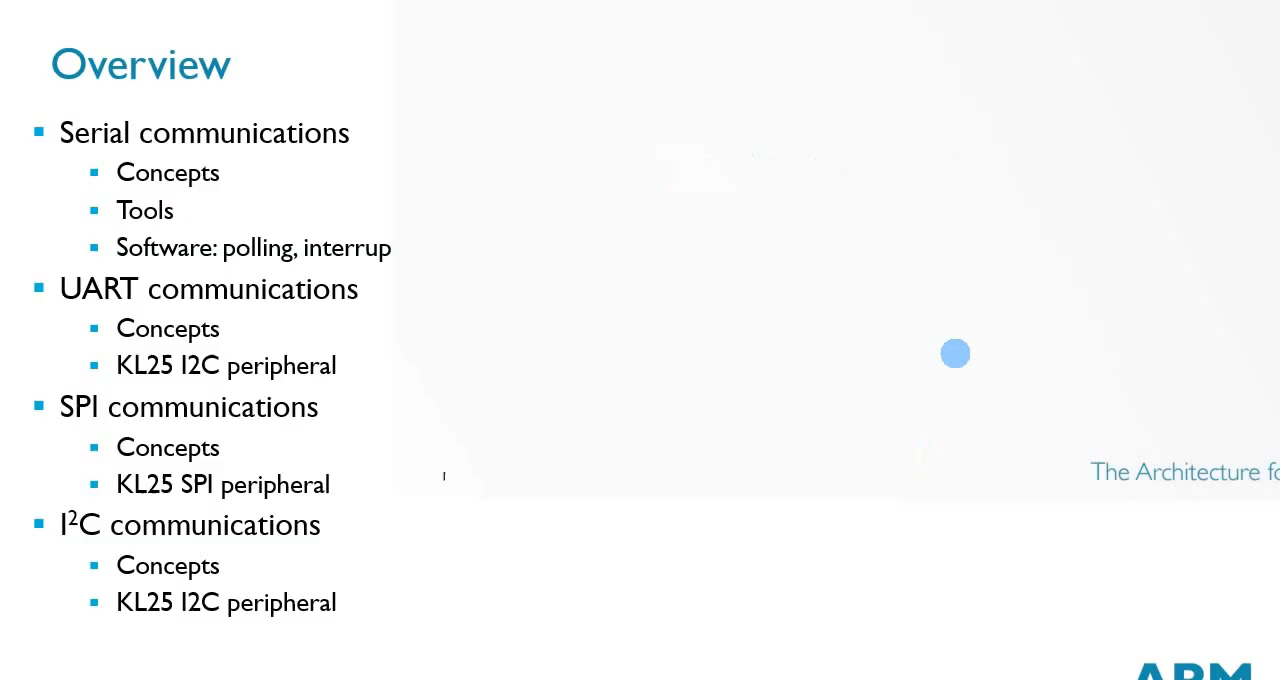 Overview
Serial communications
Concepts
Tools
Software: polling, interrup
UART communications
Concepts
KL25 I2C peripheral
SPI communications
Concepts
KL25 SPI peripheral
I²C communications
Concepts
KL25 I2C peripheral
The Architecture fo
ARM